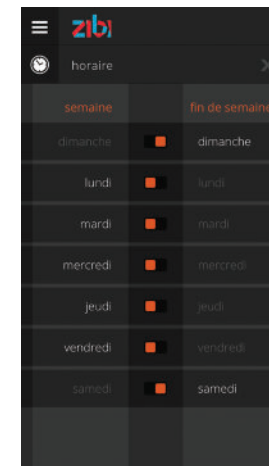 zibi
horaire
semaine fin de semaine
dimanche dimanche
lundi lundi
mardi mardi
mercredi mercredi
jeudi jeudi
vendredi vendredi
samedi samedi